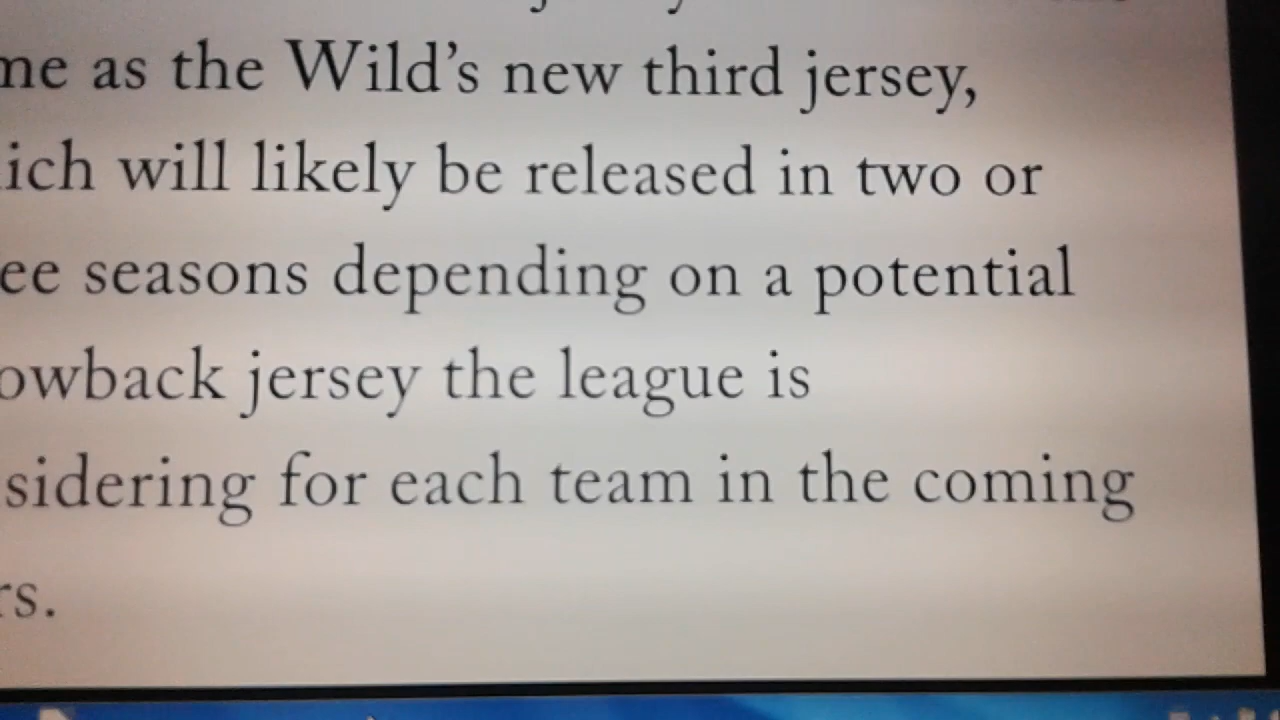 me as the Wild's new third jersey,
ich will likely be released in two or
ee seasons depending on a potential
owback jersey the league is
sidering for each team in the coming
rs.